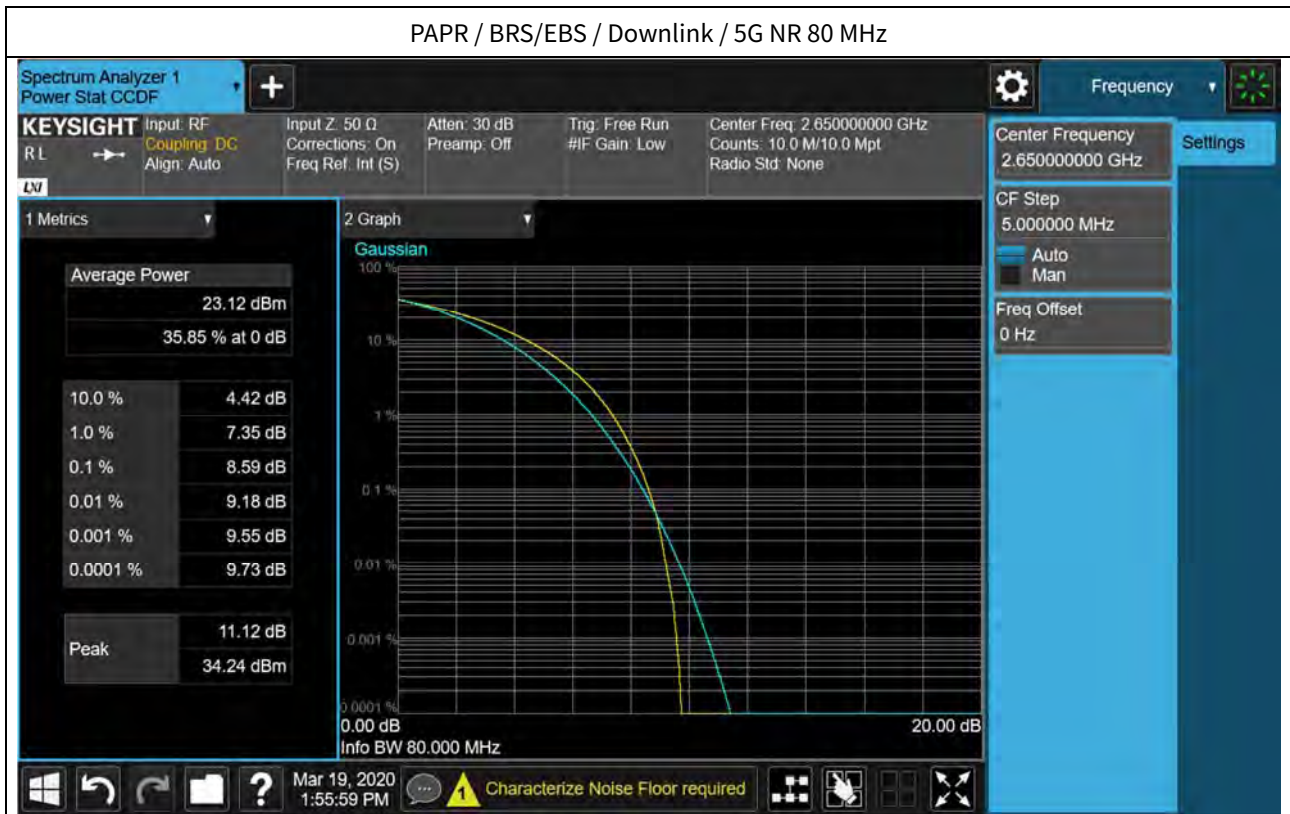 PAPR / BRS/EBS / Downlink / 5G NR 80 MHz
Spectrum Analyzer 1
Power Stat CCDF
Frequency
KEYSIGHT
R L
LXI
Input: RF
Coupling: DC
Align: Auto
Input Z: 50 Ω
Corrections: On
Freq Ref: Int (S)
Atten: 30 dB
Preamp: Off
Trig: Free Run
#IF Gain: Low
Center Freq: 2.650000000 GHz
Counts: 10.0 M/10.0 Mpt
Radio Std: None
Center Frequency
2.650000000 GHz
Settings
CF Step
5.000000 MHz
Auto
Man
Freq Offset
0 Hz
1 Metrics
Average Power
23.12 dBm
35.85 % at 0 dB
10.0 % 4.42 dB
1.0 % 7.35 dB
0.1 % 8.59 dB
0.01 % 9.18 dB
0.001 % 9.55 dB
0.0001 % 9.73 dB
Peak
11.12 dB
34.24 dBm
2 Graph
Gaussian
100 %
10 %
1 %
0.1 %
0.01 %
0.001 %
0.0001 %
0.00 dB 20.00 dB
Info BW 80.000 MHz
?
Mar 19, 2020
1:55:59 PM
1
Characterize Noise Floor required